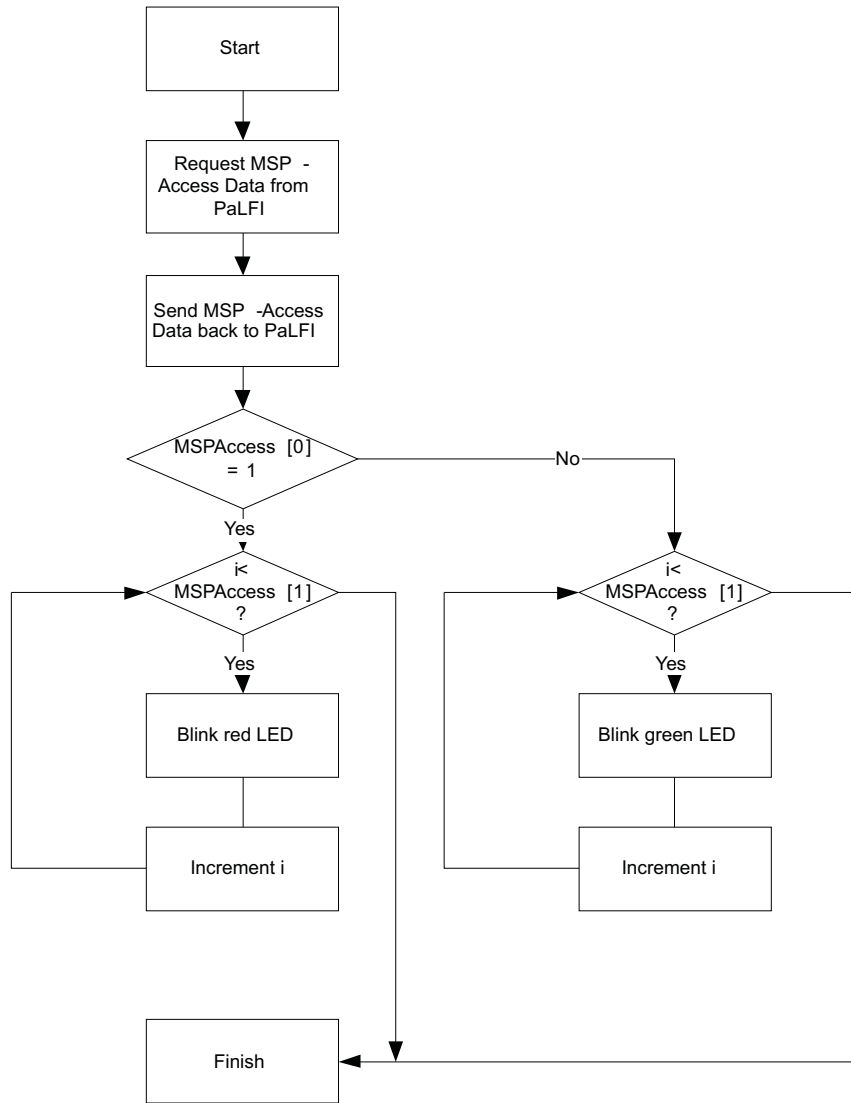 Start
Request MSP -
Access Data from
PaLFI
Send MSP -Access
Data back to PaLFI
MSPAccess [0]
= 1
No
Yes
i<
MSPAccess [1]
?
i<
MSPAccess [1]
?
Yes
Yes
Blink red LED
Blink green LED
Increment i
Increment i
Finish